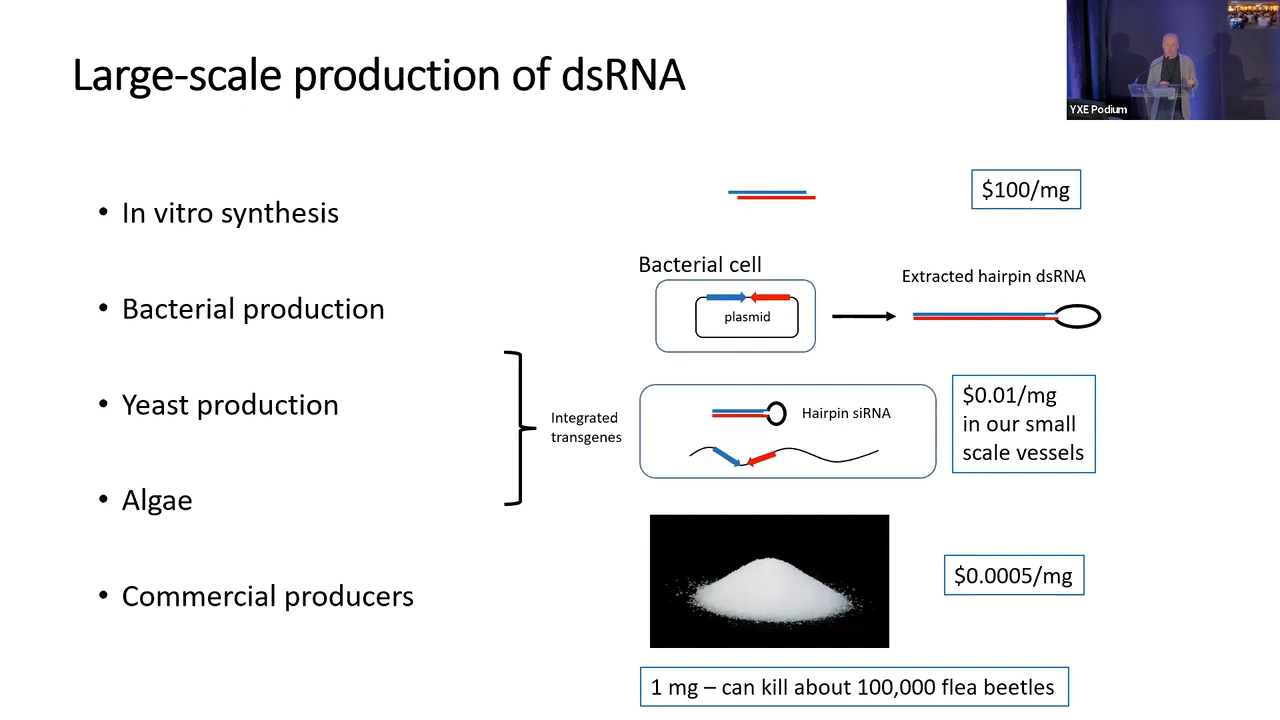 Large-scale production of dsRNA
YXE Podium
• In vitro synthesis
$100/mg
• Bacterial production
Bacterial cell
plasmid
Extracted hairpin dsRNA
• Yeast production
• Algae
Integrated
transgenes
Hairpin siRNA
$0.01/mg
in our small
scale vessels
• Commercial producers
$0.0005/mg
1 mg – can kill about 100,000 flea beetles